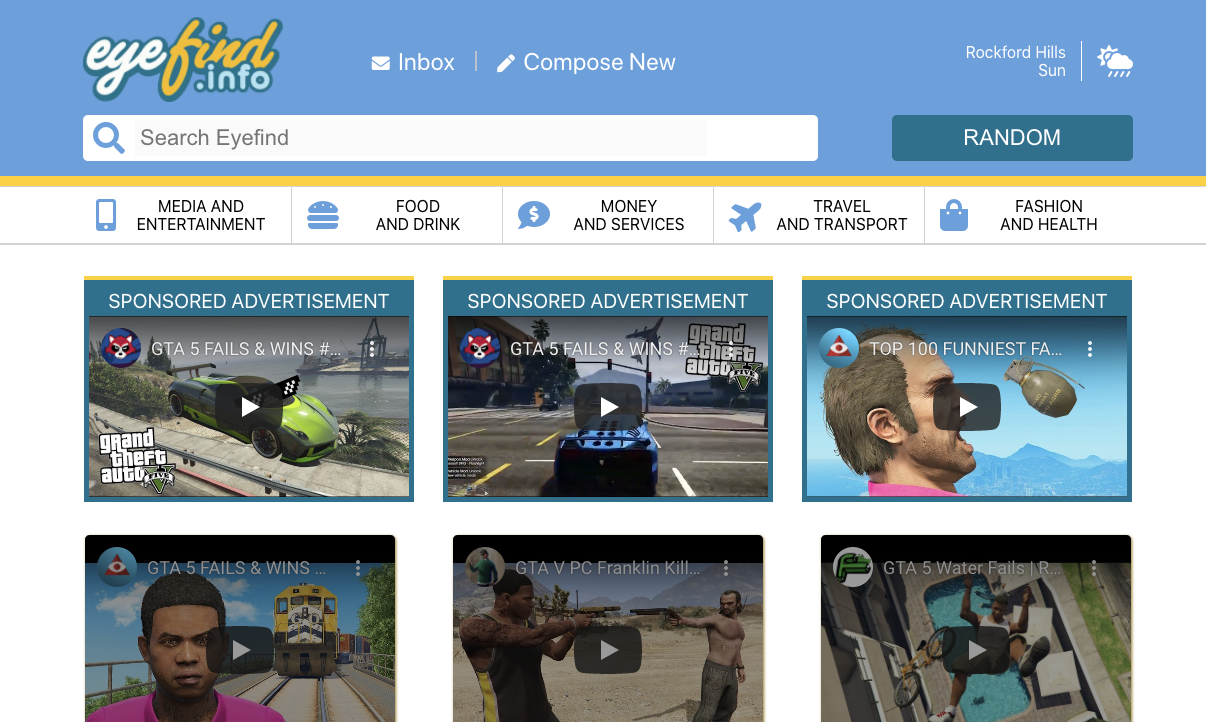 eyefind
.info
Inbox
Compose New
Rockford Hills
Sun
Search Eyefind
RANDOM
MEDIA AND
ENTERTAINMENT
FOOD
AND DRINK
MONEY
AND SERVICES
TRAVEL
AND TRANSPORT
FASHION
AND HEALTH
SPONSORED ADVERTISEMENT
GTA 5 FAILS & WINS #...
grand
theft
auto
FIVE
SPONSORED ADVERTISEMENT
GTA 5 FAILS & WINS #...
grand
theft
auto
FIVE
SPONSORED ADVERTISEMENT
TOP 100 FUNNIEST FA...
GTA 5 FAILS & WINS ...
GTA V PC Franklin Kill...
GTA 5 Water Fails | R...